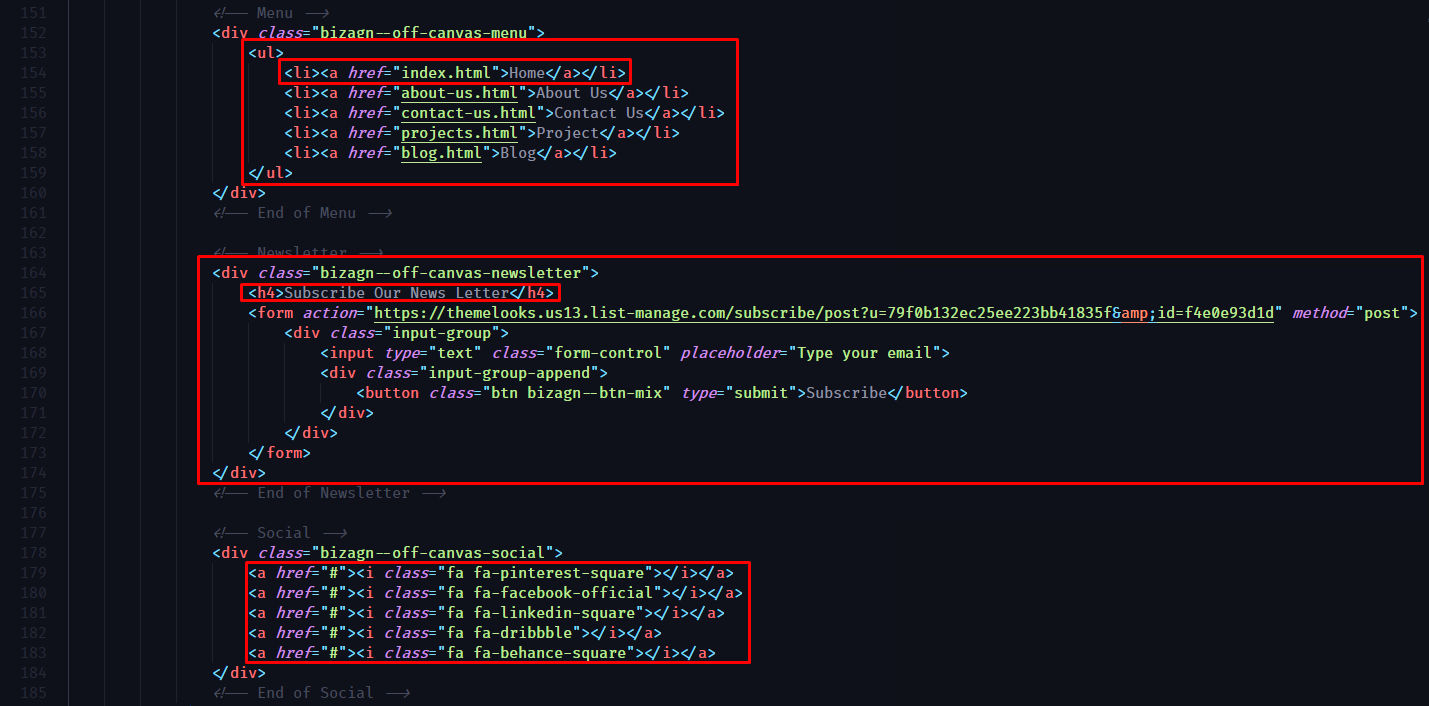 151 <!-- Menu -->
152 <div class="bizagn--off-canvas-menu">
153 <ul>
154 <li><a href="index.html">Home</a></li>
155 <li><a href="about-us.html">About Us</a></li>
156 <li><a href="contact-us.html">Contact Us</a></li>
157 <li><a href="projects.html">Project</a></li>
158 <li><a href="blog.html">Blog</a></li>
159 </ul>
160 </div>
161 <!-- End of Menu -->
162
163 <!-- Newsletter -->
164 <div class="bizagn--off-canvas-newsletter">
165 <h4>Subscribe Our News Letter</h4>
166 <form action="https://themelooks.us13.list-manage.com/subscribe/post?u=79f0b132ec25ee223bb41835f&amp;id=f4e0e93d1d" method="post">
167 <div class="input-group">
168 <input type="text" class="form-control" placeholder="Type your email">
169 <div class="input-group-append">
170 <button class="btn bizagn--btn-mix" type="submit">Subscribe</button>
171 </div>
172 </div>
173 </form>
174 </div>
175 <!-- End of Newsletter -->
176
177 <!-- Social -->
178 <div class="bizagn--off-canvas-social">
179 <a href="#"><i class="fa fa-pinterest-square"></i></a>
180 <a href="#"><i class="fa fa-facebook-official"></i></a>
181 <a href="#"><i class="fa fa-linkedin-square"></i></a>
182 <a href="#"><i class="fa fa-dribbble"></i></a>
183 <a href="#"><i class="fa fa-behance-square"></i></a>
184 </div>
185 <!-- End of Social -->